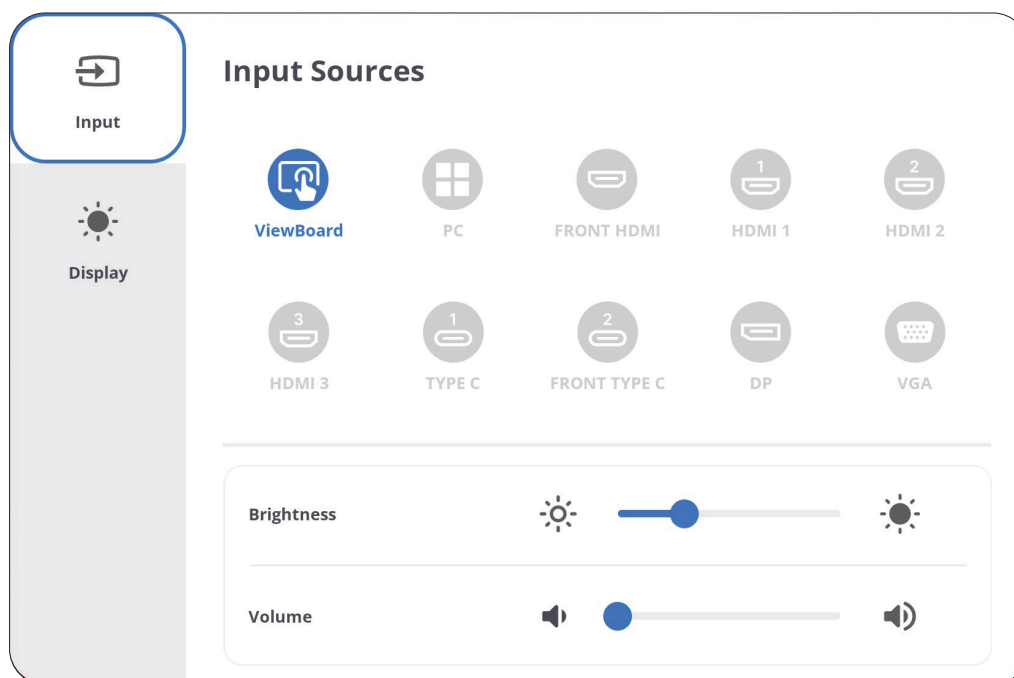 Input Sources
Input
ViewBoard
PC
FRONT HDMI
1
HDMI 1
2
HDMI 2
Display
3
HDMI 3
1
TYPE C
2
FRONT TYPE C
DP
VGA
Brightness
Volume